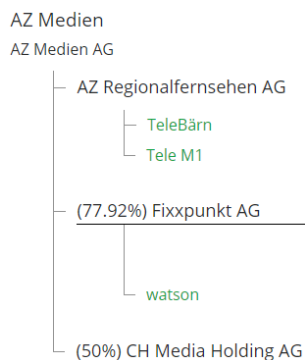 AZ Medien
AZ Medien AG
AZ Regionalfernsehen AG
TeleBärn
Tele M1
(77.92%) Fixxpunkt AG
watson
(50%) CH Media Holding AG